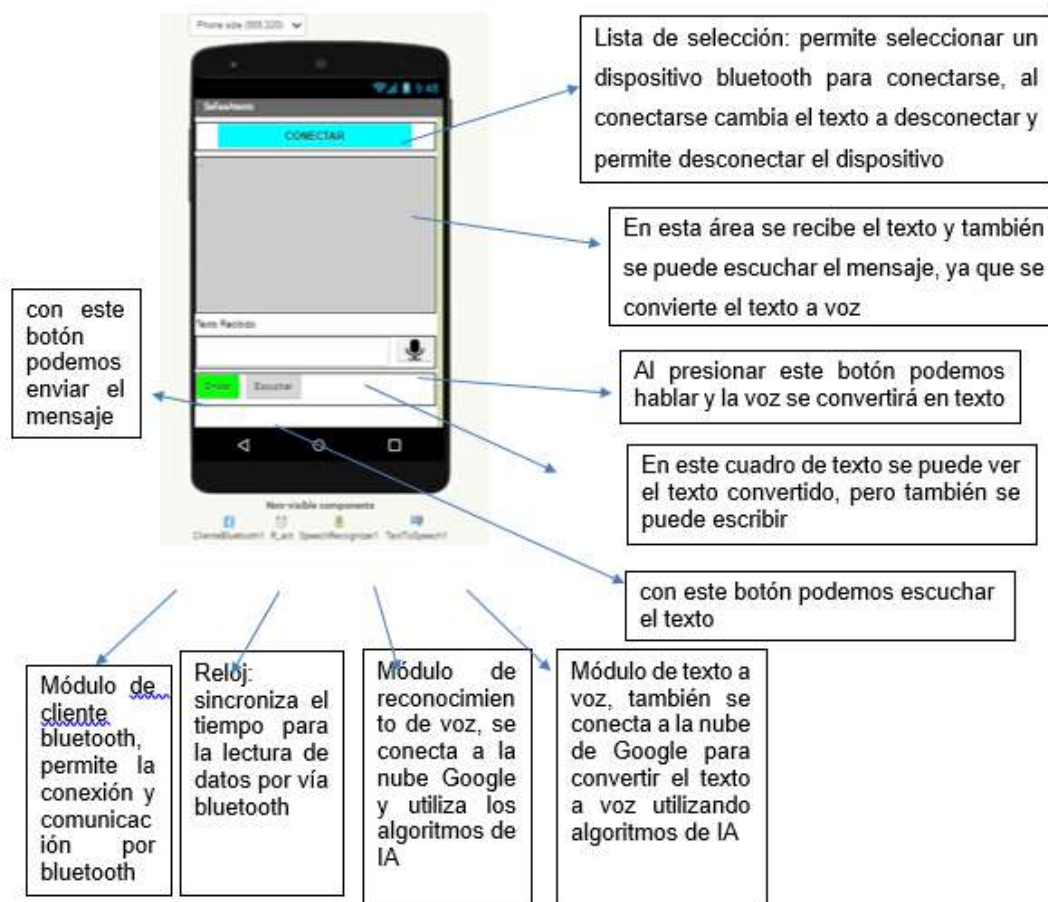 Phone size (505,320)
9:48
CONECTAR
Texto Recibido
Enviar
Escuchar
Non-visible components
ClienteBluetooth1 R_act SpeechRecognizer1 TextToSpeech1
Lista de selección: permite seleccionar un
dispositivo bluetooth para conectarse, al
conectarse cambia el texto a desconectar y
permite desconectar el dispositivo
En esta área se recibe el texto y también
se puede escuchar el mensaje, ya que se
convierte el texto a voz
con este
botón
podemos
enviar el
mensaje
Al presionar este botón podemos
hablar y la voz se convertirá en texto
En este cuadro de texto se puede ver
el texto convertido, pero también se
puede escribir
con este botón podemos escuchar
el texto
Módulo de
cliente
bluetooth,
permite la
conexión y
comunicac
ión por
bluetooth
Reloj:
sincroniza el
tiempo para
la lectura de
datos por vía
bluetooth
Módulo de
reconocimien
to de voz, se
conecta a la
nube Google
y utiliza los
algoritmos de
IA
Módulo de texto a
voz, también se
conecta a la nube
de Google para
convertir el texto
a voz utilizando
algoritmos de IA